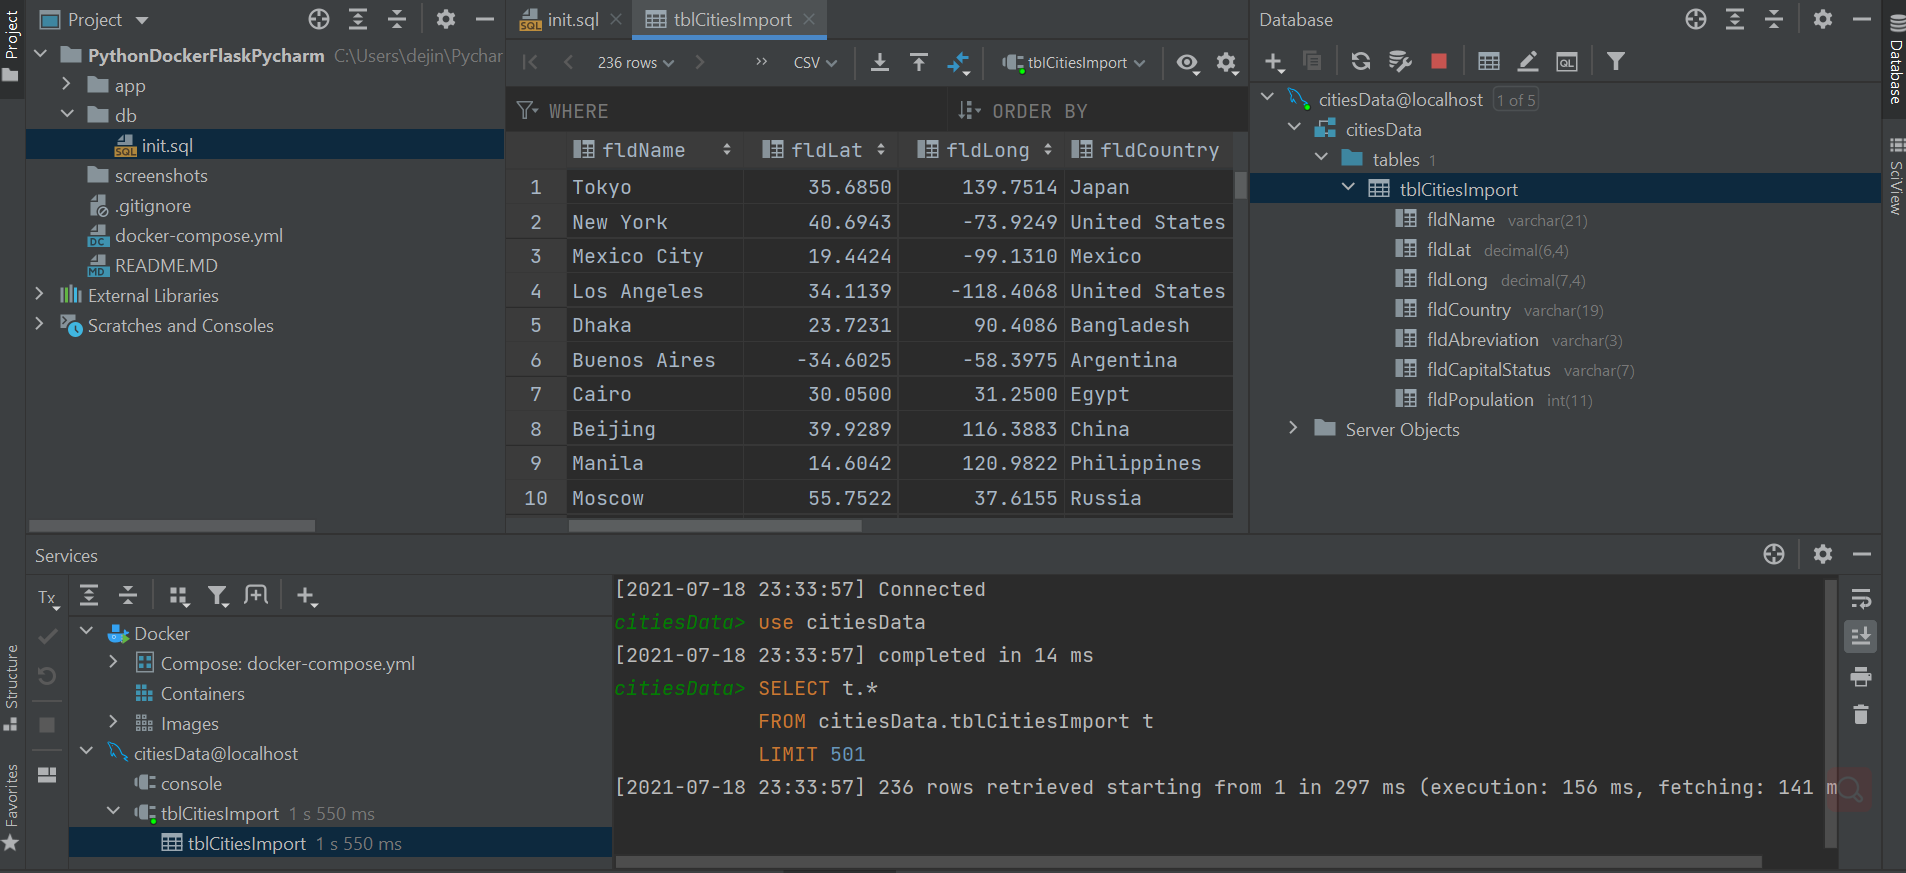 Project
Project
PythonDockerFlaskPycharm C:\Users\dejin\Pychar
app
db
init.sql
screenshots
.gitignore
docker-compose.yml
README.MD
External Libraries
Scratches and Consoles
init.sql
tblCitiesImport
236 rows
CSV
tblCitiesImport
WHERE
ORDER BY
fldName fldLat fldLong fldCountry
1 Tokyo 35.6850 139.7514 Japan
2 New York 40.6943 -73.9249 United States
3 Mexico City 19.4424 -99.1310 Mexico
4 Los Angeles 34.1139 -118.4068 United States
5 Dhaka 23.7231 90.4086 Bangladesh
6 Buenos Aires -34.6025 -58.3975 Argentina
7 Cairo 30.0500 31.2500 Egypt
8 Beijing 39.9289 116.3883 China
9 Manila 14.6042 120.9822 Philippines
10 Moscow 55.7522 37.6155 Russia
Database
QL
citiesData@localhost 1 of 5
citiesData
tables 1
tblCitiesImport
fldName varchar(21)
fldLat decimal(6,4)
fldLong decimal(7,4)
fldCountry varchar(19)
fldAbreviation varchar(3)
fldCapitalStatus varchar(7)
fldPopulation int(11)
Server Objects
Database
SciView
Services
Tx
Docker
Compose: docker-compose.yml
Containers
Images
citiesData@localhost
console
tblCitiesImport 1 s 550 ms
tblCitiesImport 1 s 550 ms
[2021-07-18 23:33:57] Connected
citiesData> use citiesData
[2021-07-18 23:33:57] completed in 14 ms
citiesData> SELECT t.*
FROM citiesData.tblCitiesImport t
LIMIT 501
[2021-07-18 23:33:57] 236 rows retrieved starting from 1 in 297 ms (execution: 156 ms, fetching: 141 m
Structure
Favorites